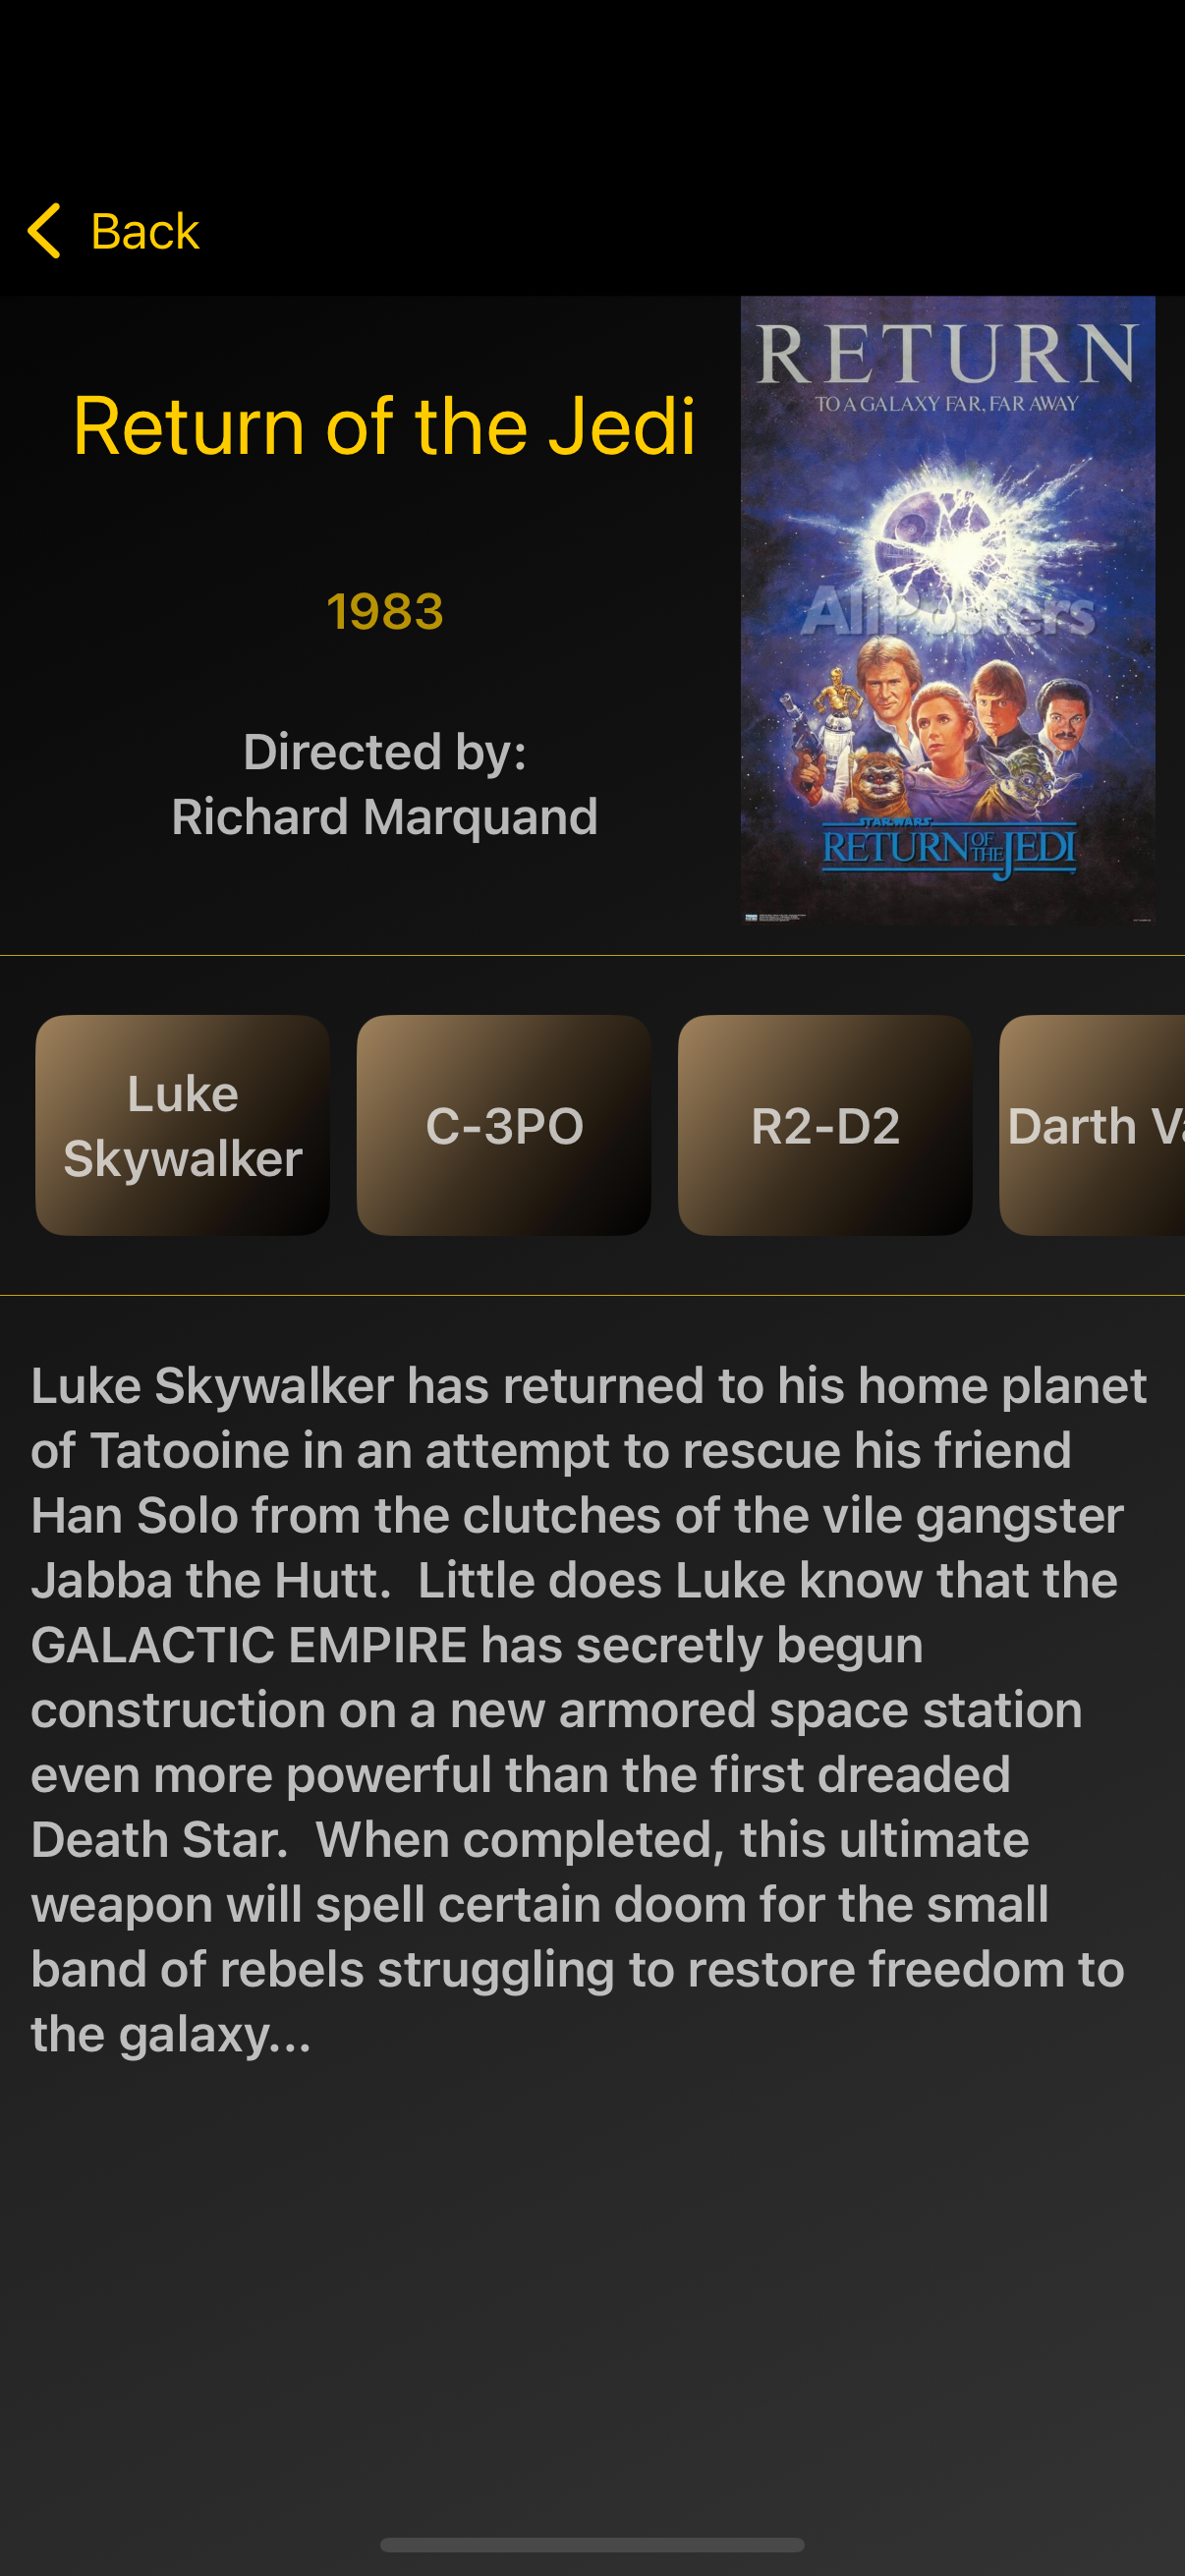 Back
Return of the Jedi
1983
Directed by:
Richard Marquand
RETURN
TO A GALAXY FAR, FAR AWAY
AllPosters
STAR WARS
RETURN OF THE JEDI
Luke
Skywalker
C-3PO
R2-D2
Darth Va
Luke Skywalker has returned to his home planet
of Tatooine in an attempt to rescue his friend
Han Solo from the clutches of the vile gangster
Jabba the Hutt.  Little does Luke know that the
GALACTIC EMPIRE has secretly begun
construction on a new armored space station
even more powerful than the first dreaded
Death Star.  When completed, this ultimate
weapon will spell certain doom for the small
band of rebels struggling to restore freedom to
the galaxy...